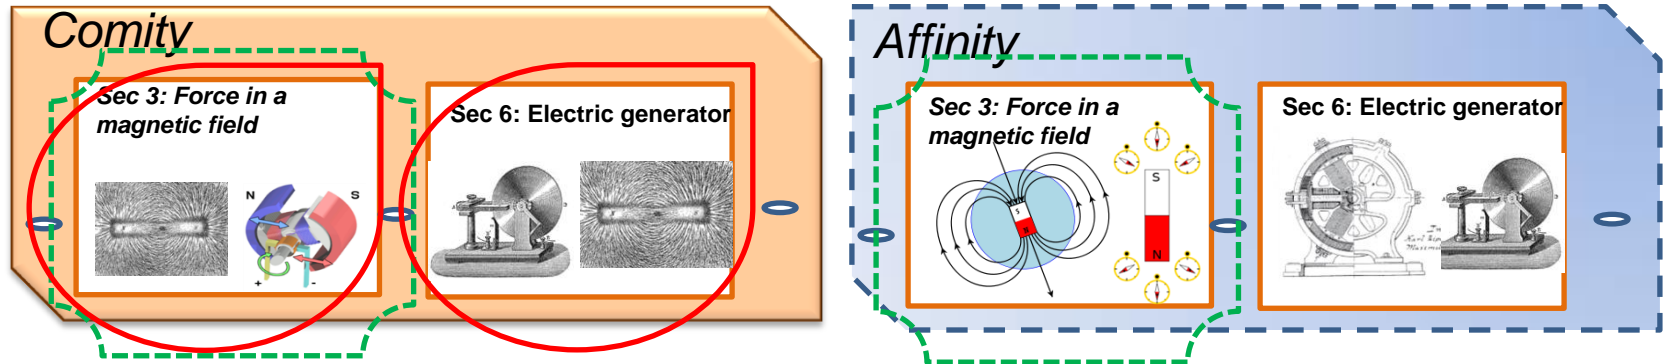 Comity
Sec 3: Force in a
magnetic field
N
S
+
-
Sec 6: Electric generator
Affinity
Sec 3: Force in a
magnetic field
S
N
S
N
Sec 6: Electric generator